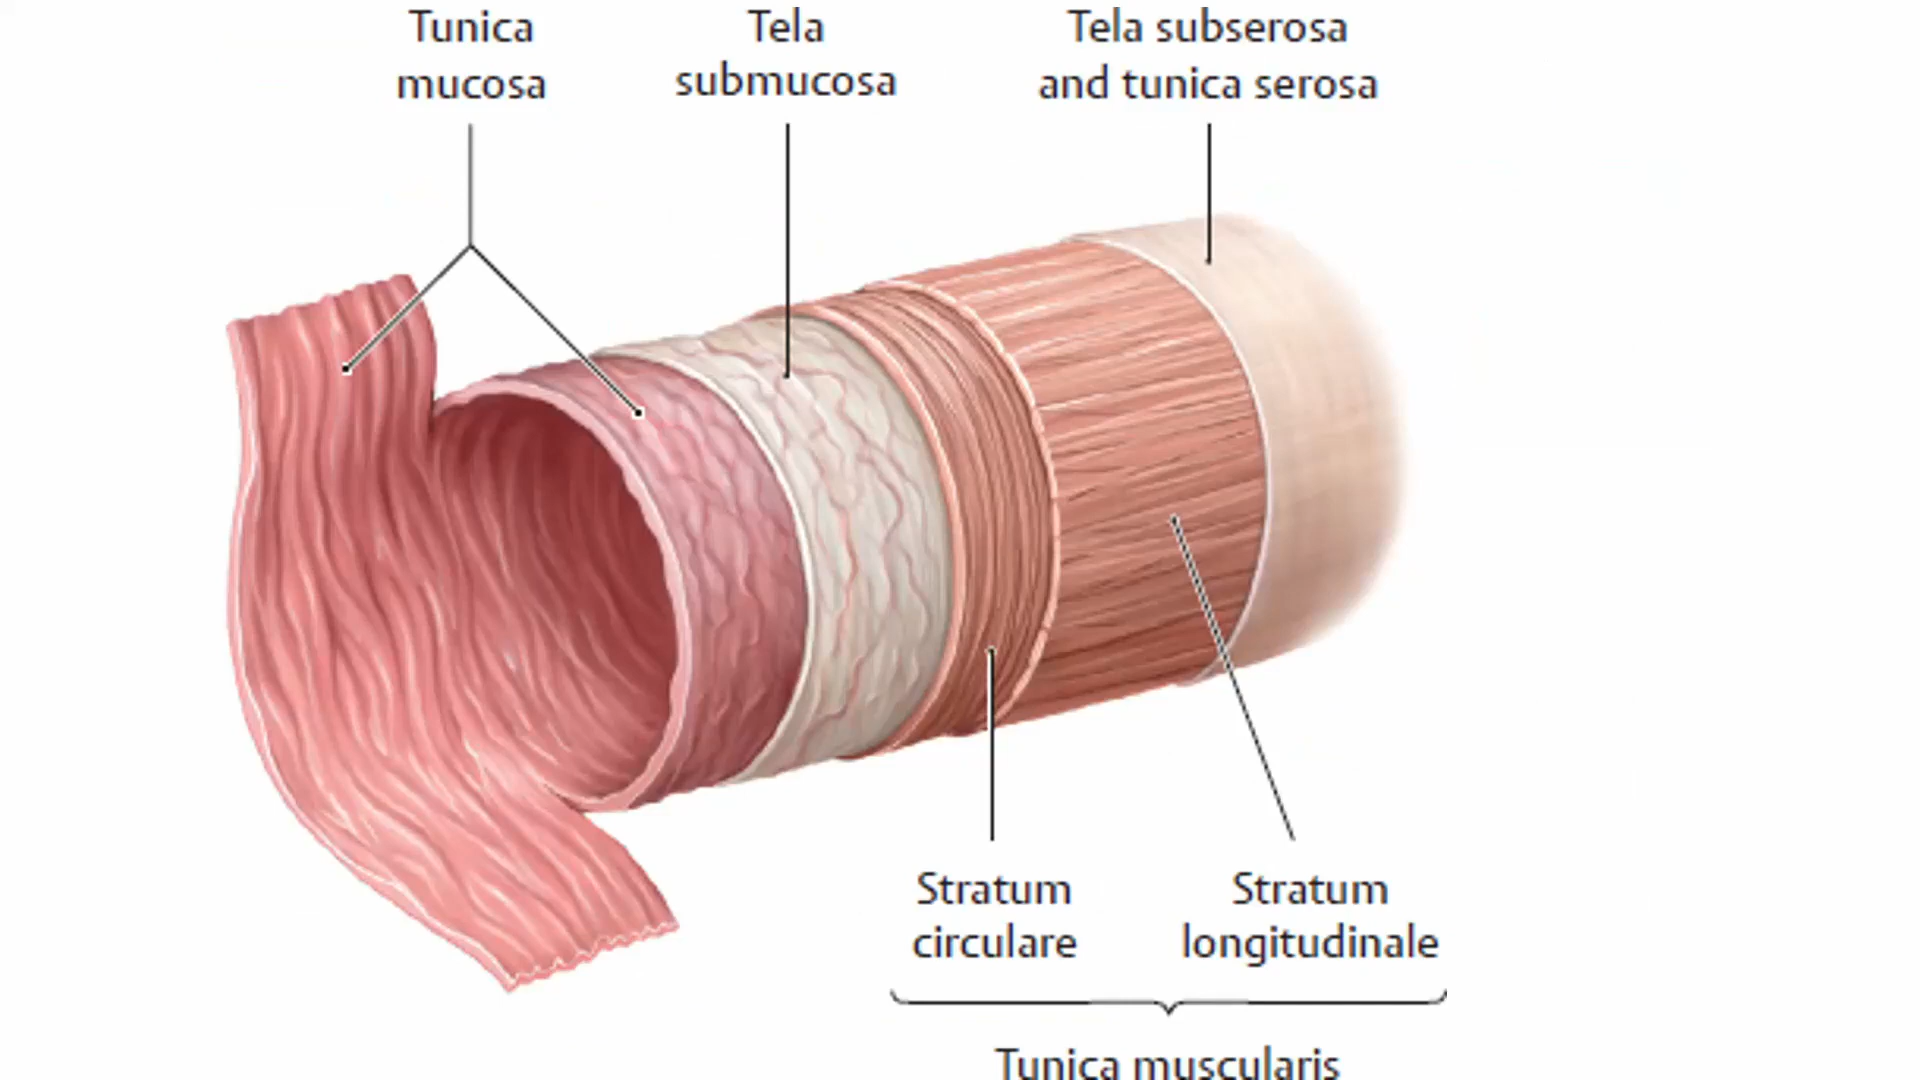 Tunica
mucosa
Tela
submucosa
Tela subserosa
and tunica serosa
Stratum
circulare
Stratum
longitudinale
Tunica muscularis